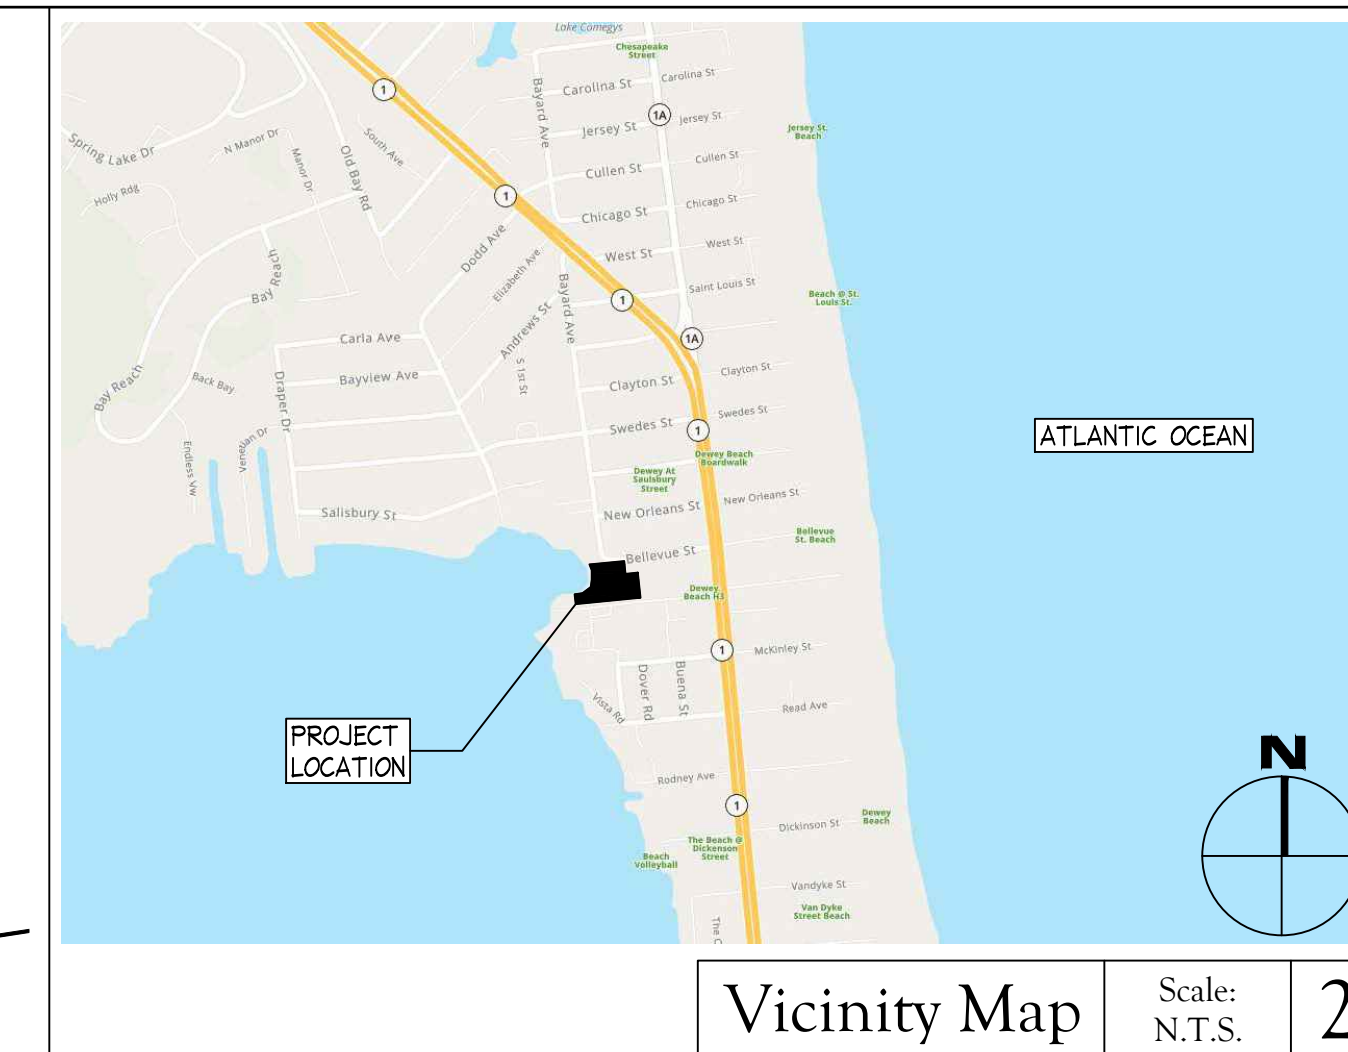 Lake Comegys
Chesapeake
Street
Carolina St
Carolina St
1
Bayard Ave
1A
Jersey St
Jersey St
Jersey St.
Beach
South Ave
N Manor Dr
Spring Lake Dr
Manor Dr
Old Bay Rd
Cullen St
Cullen St
Holly Rdg
1
Chicago St
Chicago St
Dodd Ave
West St
West St
Elizabeth Ave
Bay Reach
Saint Louis St
Beach @ St.
Louis St.
1
Bayard Ave
Andrews St
Carla Ave
1A
S 1st St
Clayton St
Clayton St
Bayview Ave
Back Bay
Bay Reach
Draper Dr
Swedes St
Swedes St
1
ATLANTIC OCEAN
Venetian Dr
Endless Vw
Dewey Beach
Boardwalk
Dewey At
Saulsbury
Street
New Orleans St
New Orleans St
Salisbury St
Bellevue
St. Beach
Bellevue St
Dewey
Beach H3
1
McKinley St
Dover Rd
Buena St
Vista Rd
Read Ave
PROJECT
LOCATION
N
Rodney Ave
1
Dickinson St
Dewey
Beach
The Beach @
Dickenson
Street
Beach
Volleyball
Vandyke St
Van Dyke
Street Beach
The C
Vicinity Map
Scale:
N.T.S.
2